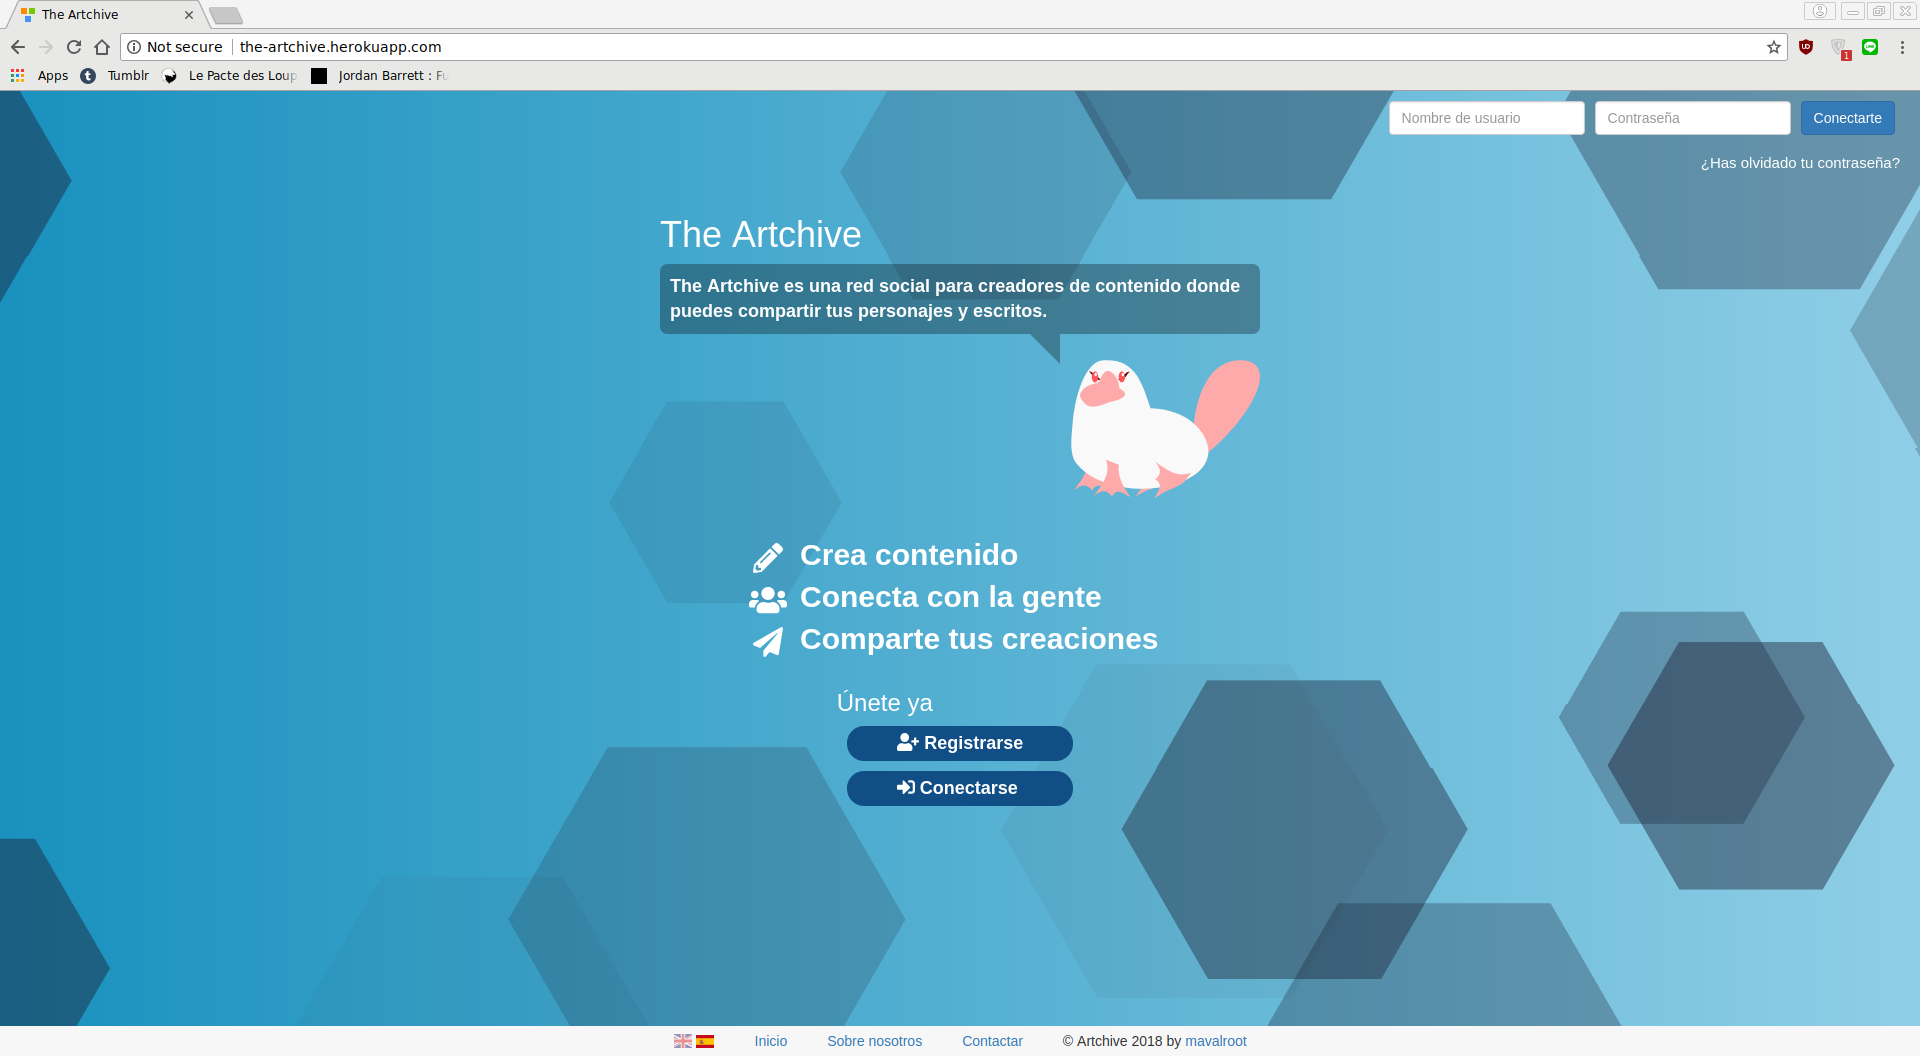 The Artchive
Not secure the-artchive.herokuapp.com
Apps Tumblr Le Pacte des Loup Jordan Barrett : Fu
Nombre de usuario Contraseña Conectarte
¿Has olvidado tu contraseña?
The Artchive
The Artchive es una red social para creadores de contenido donde
puedes compartir tus personajes y escritos.
Crea contenido
Conecta con la gente
Comparte tus creaciones
Únete ya
Registrarse
Conectarse
Inicio Sobre nosotros Contactar © Artchive 2018 by mavalroot